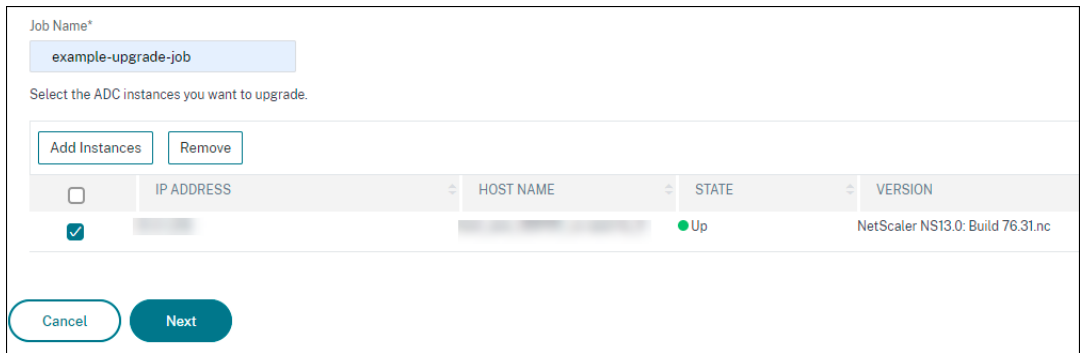 Job Name*
example-upgrade-job
Select the ADC instances you want to upgrade.
Add Instances Remove
IP ADDRESS HOST NAME STATE VERSION
Up NetScaler NS13.0: Build 76.31.nc
Cancel Next